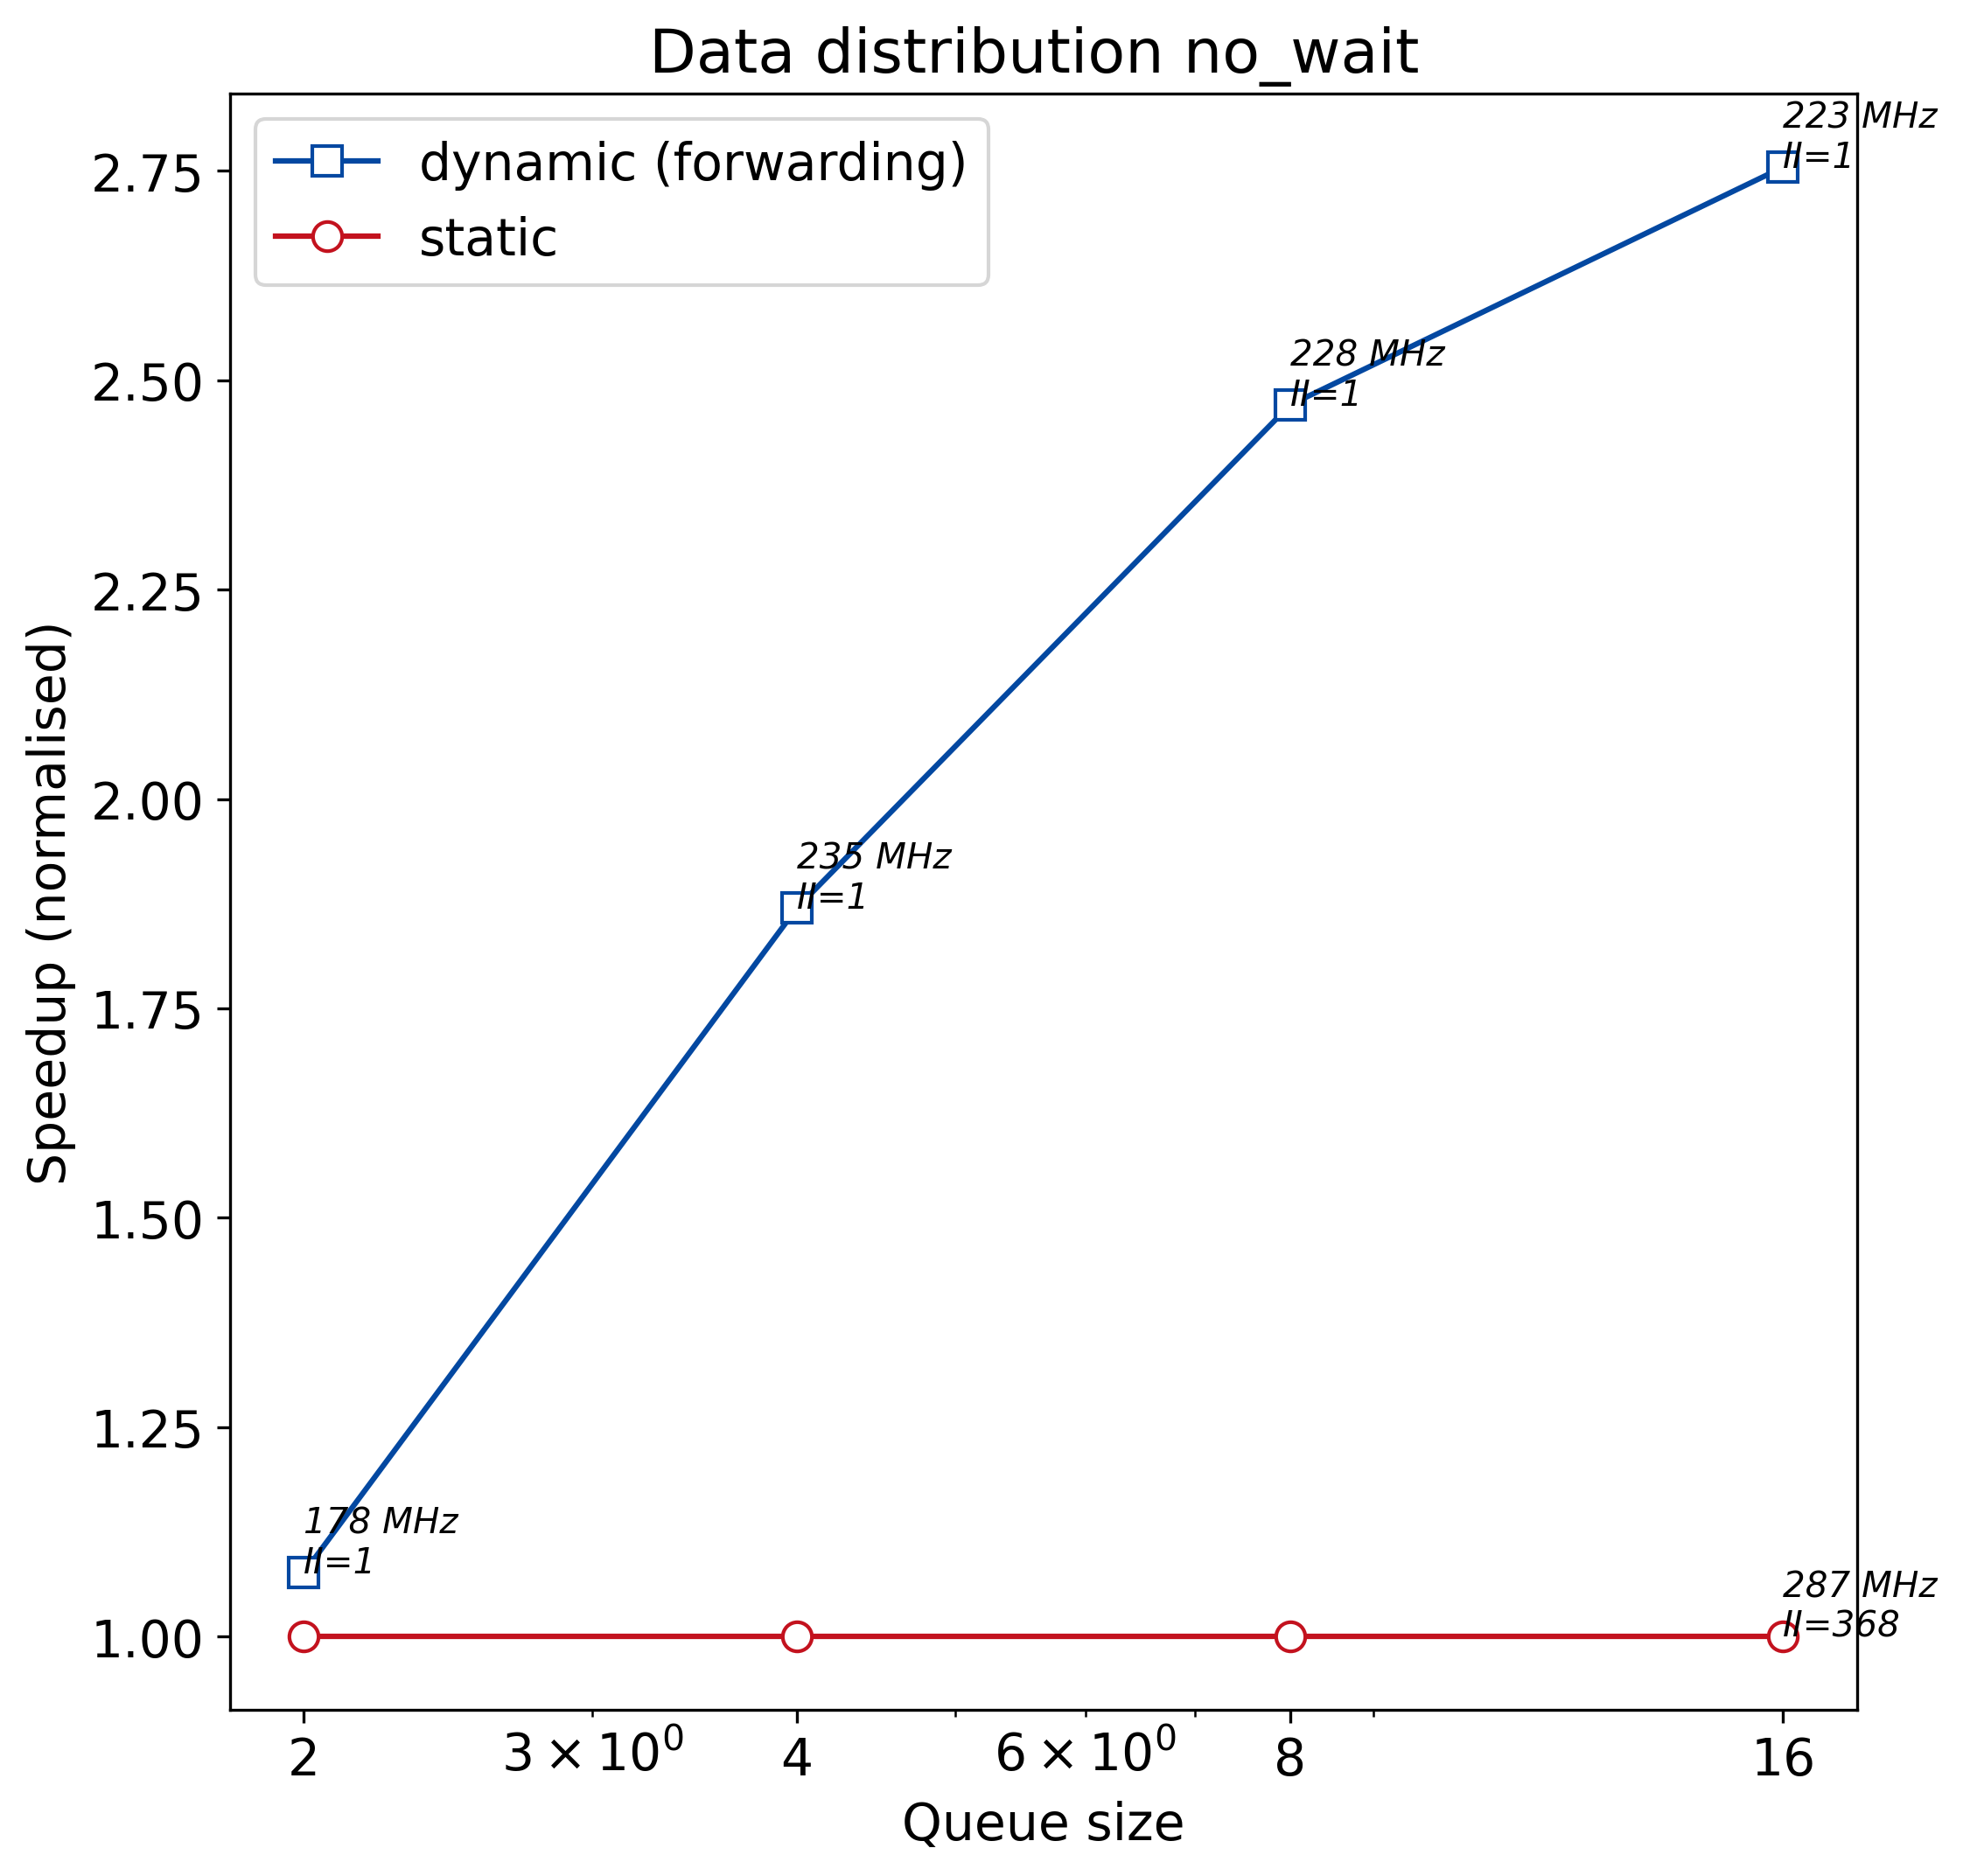 Data distribution no_wait
dynamic (forwarding)
static
223 MHz
II=1
228 MHz
II=1
235 MHz
II=1
178 MHz
II=1
287 MHz
II=368
2.75
2.50
2.25
2.00
1.75
1.50
1.25
1.00
Speedup (normalised)
2 3×10⁰ 4 6×10⁰ 8 16
Queue size